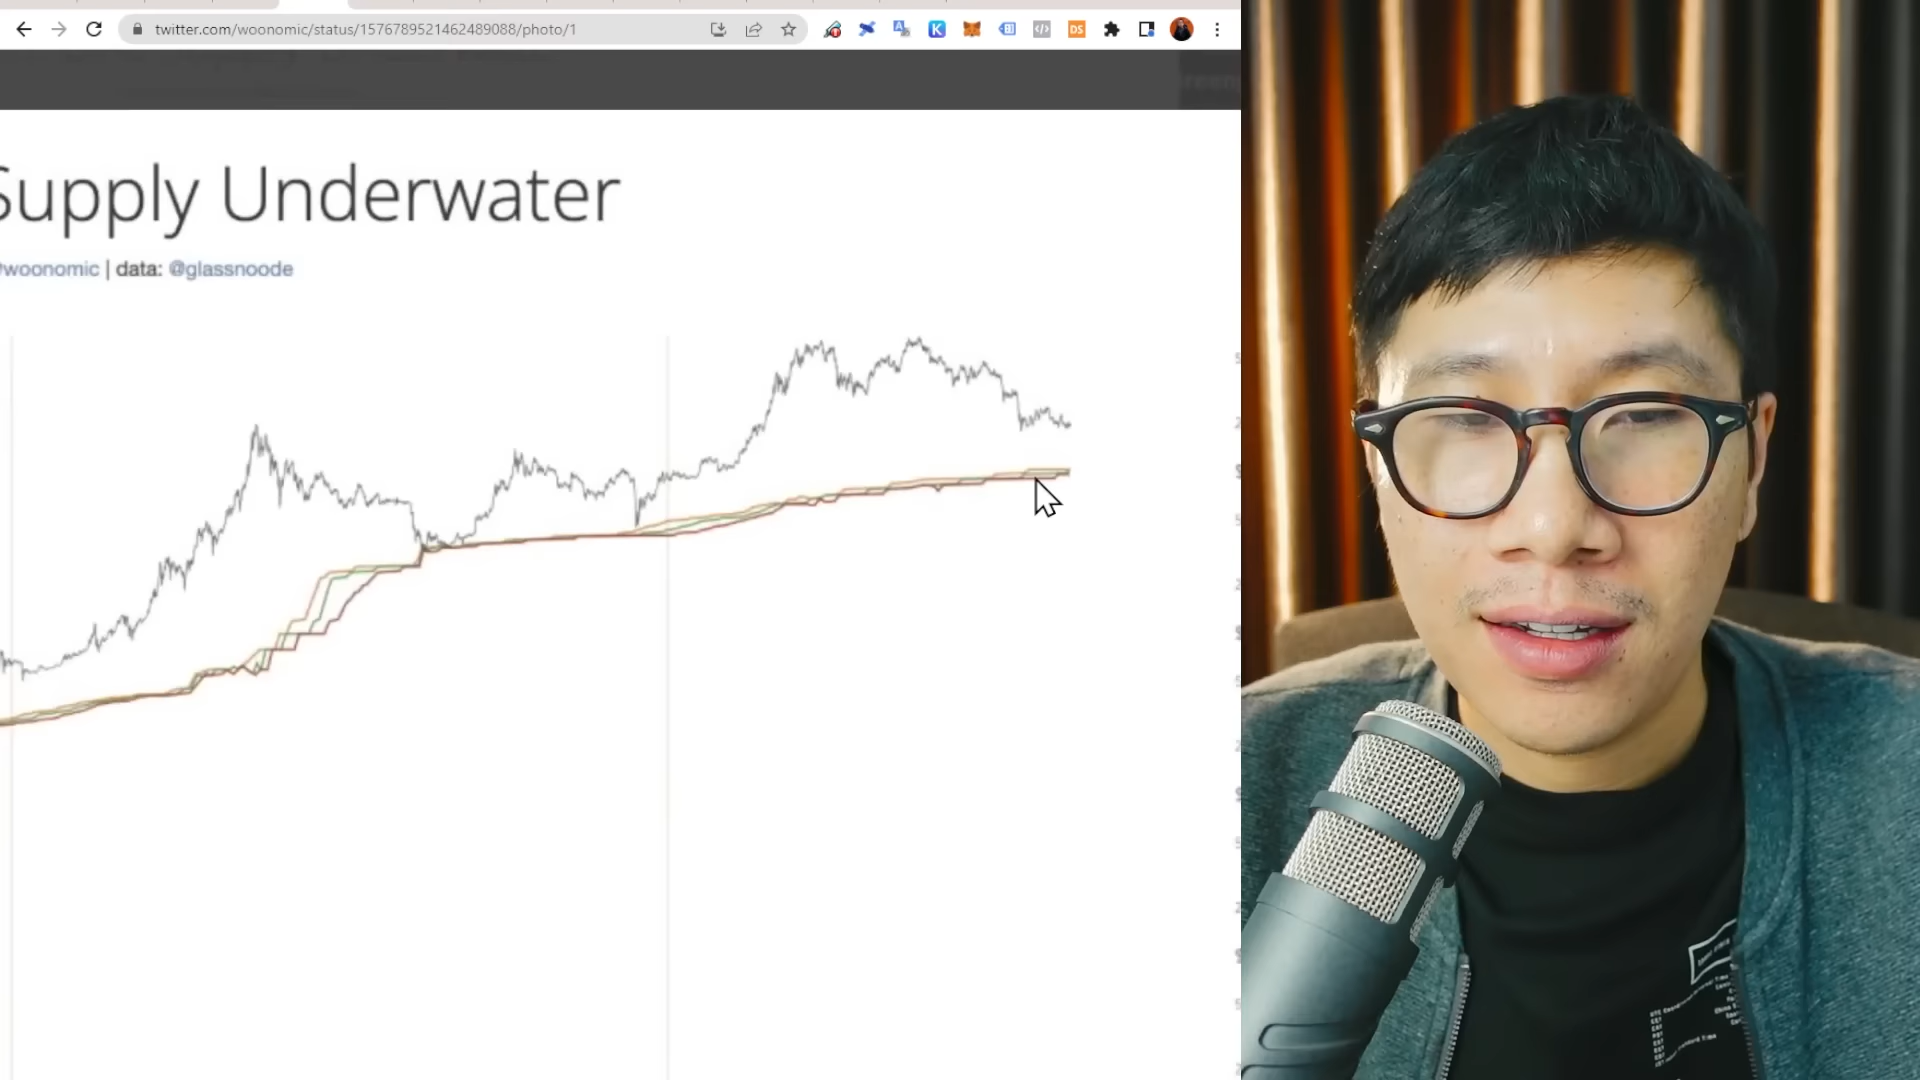 twitter.com/woonomic/status/1576789521462489088/photo/1
Supply Underwater
@woonomic | data: @glassnoode